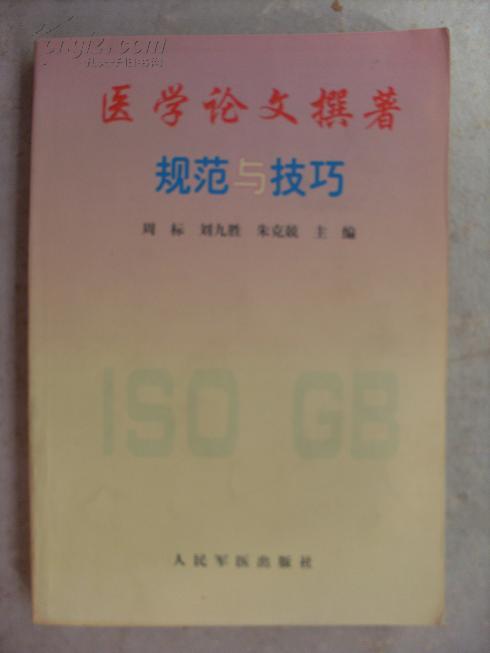 医学论文撰著
规范与技巧
周 标 刘九胜 朱克兢 主 编
ISO GB
人民军医出版社